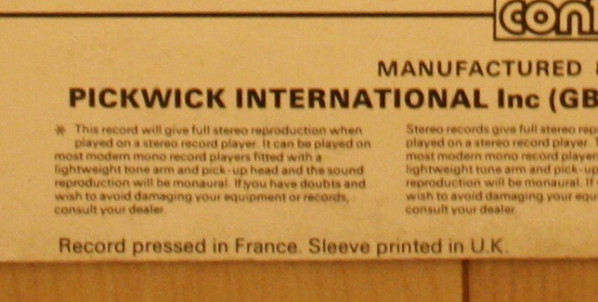 MANUFACTURED
PICKWICK INTERNATIONAL Inc (GB
* This record will give full stereo reproduction when
played on a stereo record player. It can be played on
most modern mono record players fitted with a
lightweight tone arm and pick-up head and the sound
reproduction will be monaural. If you have doubts and
wish to avoid damaging your equipment or records,
consult your dealer.
Stereo records give full stereo rep
played on a stereo record player. T
most modern mono record player
lightweight tone arm and pick-up
reproduction will be monaural. If
wish to avoid damaging your equ
consult your dealer.
Record pressed in France. Sleeve printed in U.K.